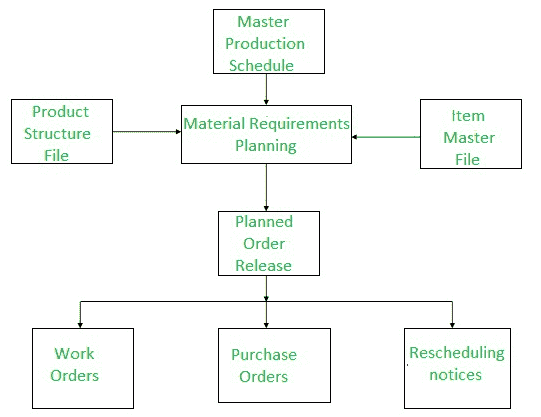 Master
Production
Schedule
Product
Structure
File
Material Requirements
Planning
Item
Master
File
Planned
Order
Release
Work
Orders
Purchase
Orders
Rescheduling
notices